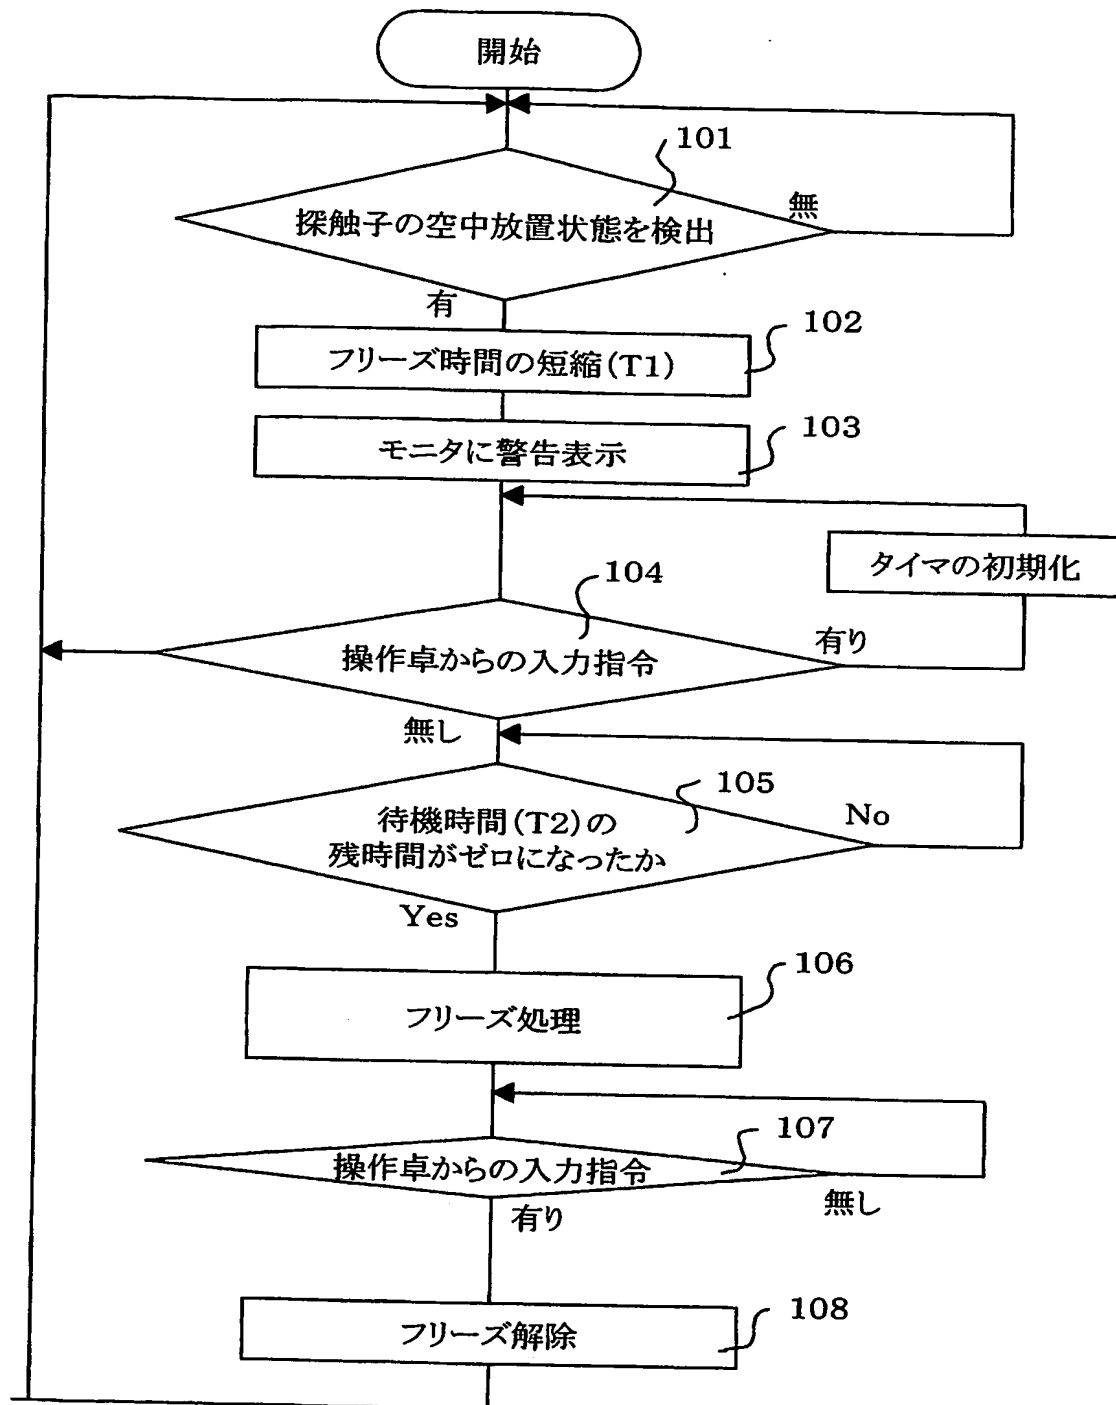 開始
101
無
探触子の空中放置状態を検出
有
102
フリーズ時間の短縮(T1)
103
モニタに警告表示
タイマの初期化
104
有り
操作卓からの入力指令
無し
105
No
待機時間(T2)の
残時間がゼロになったか
Yes
106
フリーズ処理
107
操作卓からの入力指令
無し
有り
108
フリーズ解除